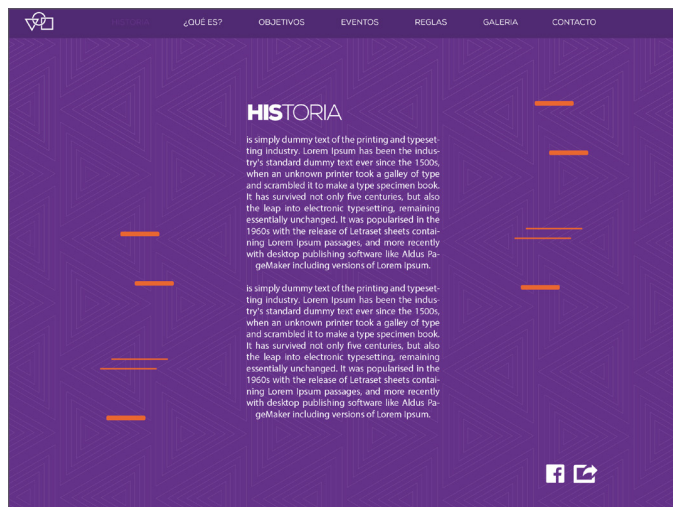 HISTORIA
¿QUÉ ES?
OBJETIVOS
EVENTOS
REGLAS
GALERIA
CONTACTO
HISTORIA
is simply dummy text of the printing and typeset-
ting industry. Lorem Ipsum has been the indus-
try's standard dummy text ever since the 1500s,
when an unknown printer took a galley of type
and scrambled it to make a type specimen book.
It has survived not only five centuries, but also
the leap into electronic typesetting, remaining
essentially unchanged. It was popularised in the
1960s with the release of Letraset sheets contai-
ning Lorem Ipsum passages, and more recently
with desktop publishing software like Aldus Pa-
geMaker including versions of Lorem Ipsum.
is simply dummy text of the printing and typeset-
ting industry. Lorem Ipsum has been the indus-
try's standard dummy text ever since the 1500s,
when an unknown printer took a galley of type
and scrambled it to make a type specimen book.
It has survived not only five centuries, but also
the leap into electronic typesetting, remaining
essentially unchanged. It was popularised in the
1960s with the release of Letraset sheets contai-
ning Lorem Ipsum passages, and more recently
with desktop publishing software like Aldus Pa-
geMaker including versions of Lorem Ipsum.